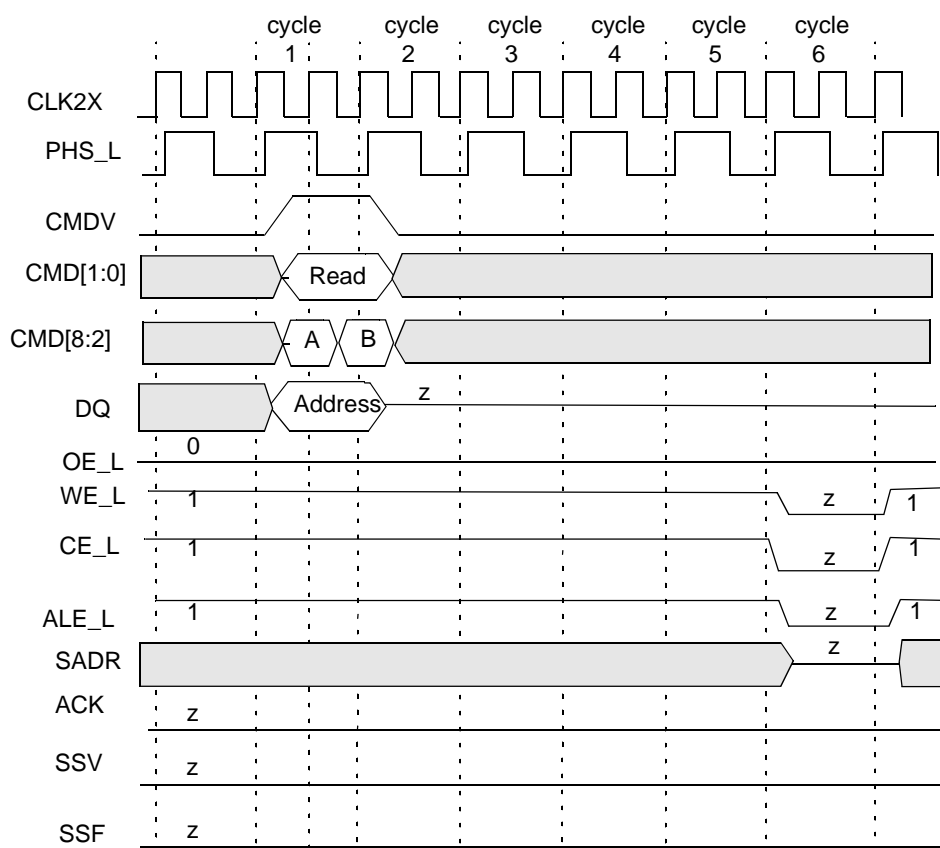 cycle cycle cycle cycle cycle cycle
1 2 3 4 5 6
CLK2X
PHS_L
CMDV
CMD[1:0] Read
CMD[8:2] A B
DQ Address z
OE_L 0
WE_L 1 z 1
CE_L 1 z 1
ALE_L 1 z 1
SADR z
ACK z
SSV z
SSF z